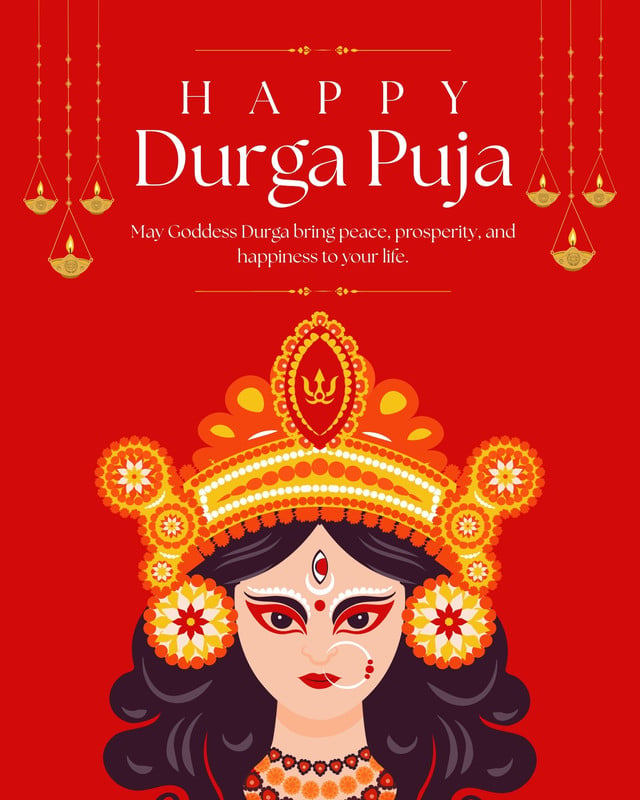 HAPPY
Durga Puja
May Goddess Durga bring peace, prosperity, and
happiness to your life.